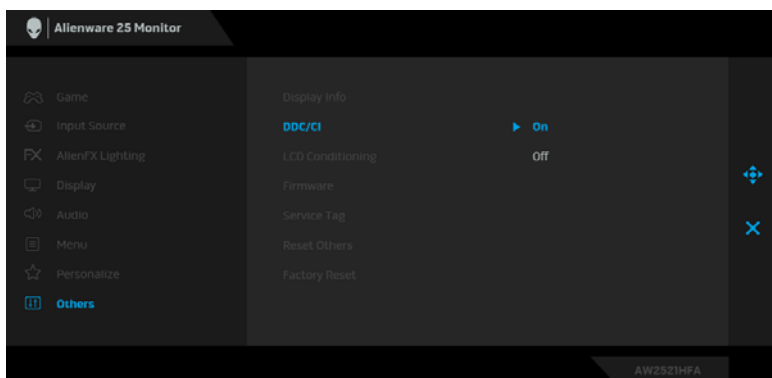 Alienware 25 Monitor
Game
Input Source
FX AlienFX Lighting
Display
Audio
Menu
Personalize
Others
Display Info
DDC/CI On
LCD Conditioning Off
Firmware
Service Tag
Reset Others
Factory Reset
AW2521HFA